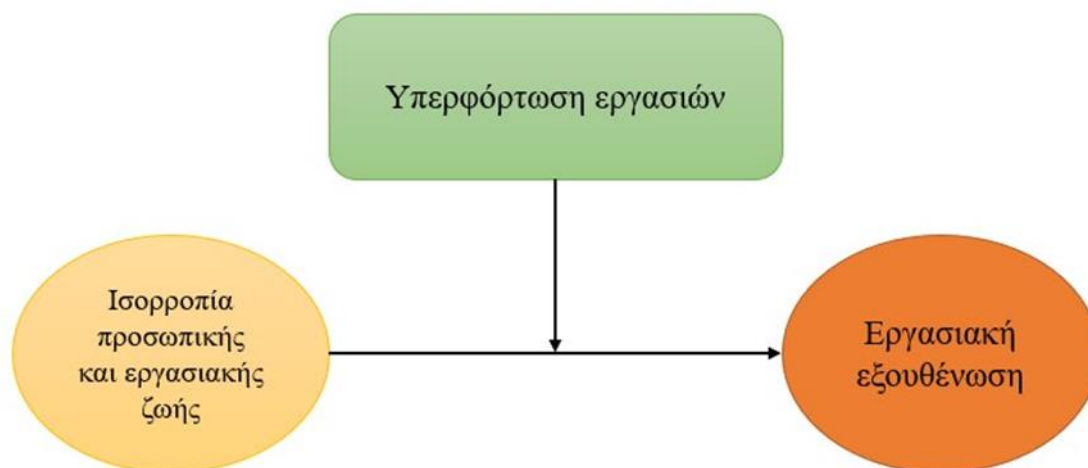 Υπερφόρτωση εργασιών
Ισορροπία
προσωπικής
και εργασιακής
ζωής
Εργασιακή
εξουθένωση